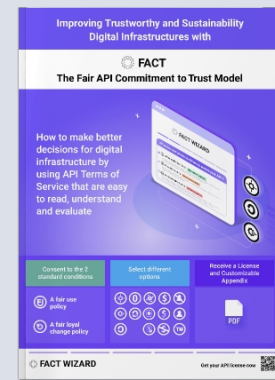 Improving Trustworthy and Sustainability
Digital Infrastructures with
FACT
The Fair API Commitment to Trust Model
How to make better
decisions for digital
infrastructure by
using API Terms of
Service that are easy
to read, understand
and evaluate
FACT WIZARD
Consent to the 2
standard conditions
A fair use
policy
A fair loyal
change policy
Select different
options
Receive a License
and Customizable
Appendix
PDF
FACT WIZARD
Get your API license now